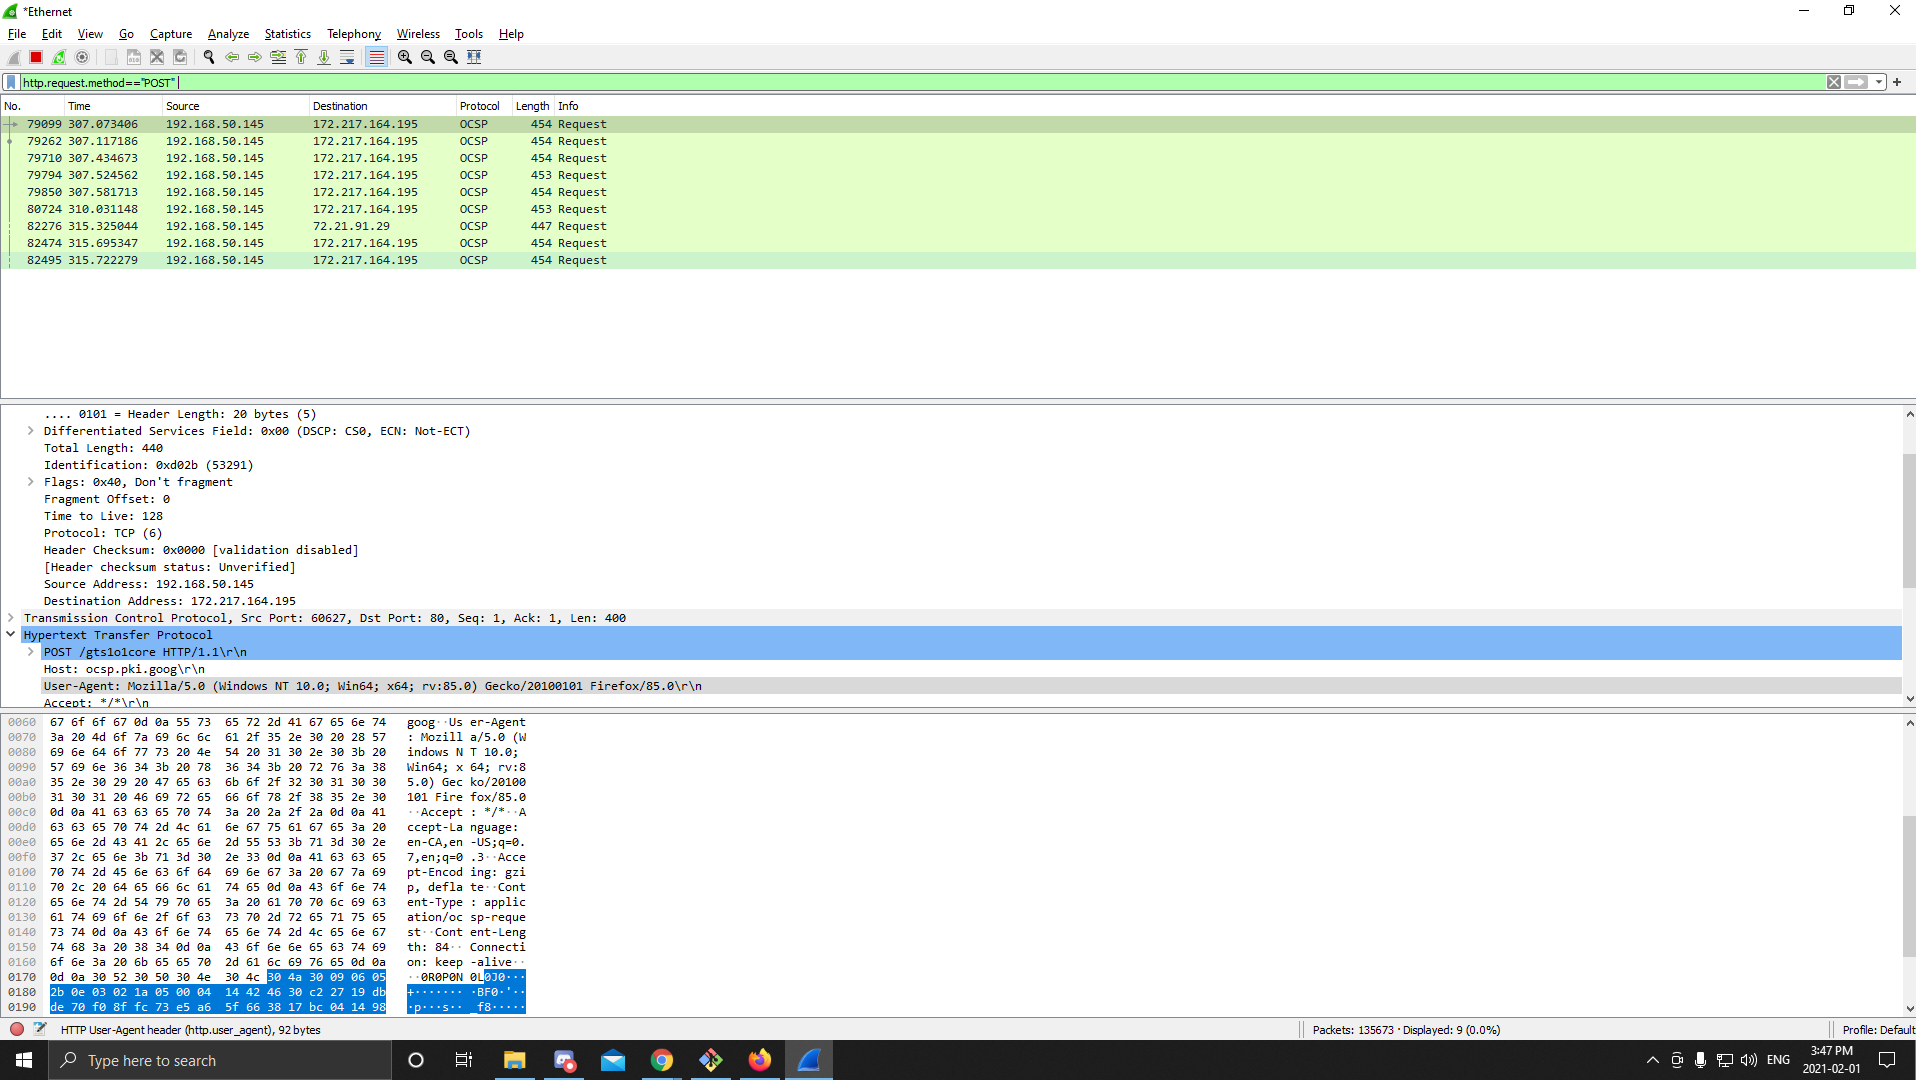 *Ethernet
File Edit View Go Capture Analyze Statistics Telephony Wireless Tools Help
http.request.method=="POST"
No. Time Source Destination Protocol Length Info
79099 307.073406 192.168.50.145 172.217.164.195 OCSP 454 Request
79262 307.117186 192.168.50.145 172.217.164.195 OCSP 454 Request
79710 307.434673 192.168.50.145 172.217.164.195 OCSP 454 Request
79794 307.524562 192.168.50.145 172.217.164.195 OCSP 453 Request
79850 307.581713 192.168.50.145 172.217.164.195 OCSP 454 Request
80724 310.031148 192.168.50.145 172.217.164.195 OCSP 453 Request
82276 315.325044 192.168.50.145 72.21.91.29 OCSP 447 Request
82474 315.695347 192.168.50.145 172.217.164.195 OCSP 454 Request
82495 315.722279 192.168.50.145 172.217.164.195 OCSP 454 Request
.... 0101 = Header Length: 20 bytes (5)
Differentiated Services Field: 0x00 (DSCP: CS0, ECN: Not-ECT)
Total Length: 440
Identification: 0xd02b (53291)
Flags: 0x40, Don't fragment
Fragment Offset: 0
Time to Live: 128
Protocol: TCP (6)
Header Checksum: 0x0000 [validation disabled]
[Header checksum status: Unverified]
Source Address: 192.168.50.145
Destination Address: 172.217.164.195
Transmission Control Protocol, Src Port: 60627, Dst Port: 80, Seq: 1, Ack: 1, Len: 400
Hypertext Transfer Protocol
POST /gts1o1core HTTP/1.1\r\n
Host: ocsp.pki.goog\r\n
User-Agent: Mozilla/5.0 (Windows NT 10.0; Win64; x64; rv:85.0) Gecko/20100101 Firefox/85.0\r\n
Accept: */*\r\n
0060 67 6f 6f 67 0d 0a 55 73 65 72 2d 41 67 65 6e 74 goog··Us er-Agent
0070 3a 20 4d 6f 7a 69 6c 6c 61 2f 35 2e 30 20 28 57 : Mozill a/5.0 (W
0080 69 6e 64 6f 77 73 20 4e 54 20 31 30 2e 30 3b 20 indows N T 10.0;
0090 57 69 6e 36 34 3b 20 78 36 34 3b 20 72 76 3a 38 Win64; x 64; rv:8
00a0 35 2e 30 29 20 47 65 63 6b 6f 2f 32 30 31 30 30 5.0) Gec ko/20100
00b0 31 30 31 20 46 69 72 65 66 6f 78 2f 38 35 2e 30 101 Fire fox/85.0
00c0 0d 0a 41 63 63 65 70 74 3a 20 2a 2f 2a 0d 0a 41 ··Accept : */*··A
00d0 63 63 65 70 74 2d 4c 61 6e 67 75 61 67 65 3a 20 ccept-La nguage:
00e0 65 6e 2d 43 41 2c 65 6e 2d 55 53 3b 71 3d 30 2e en-CA,en -US;q=0.
00f0 37 2c 65 6e 3b 71 3d 30 2e 33 0d 0a 41 63 63 65 7,en;q=0 .3··Acce
0100 70 74 2d 45 6e 63 6f 64 69 6e 67 3a 20 67 7a 69 pt-Encod ing: gzi
0110 70 2c 20 64 65 66 6c 61 74 65 0d 0a 43 6f 6e 74 p, defla te··Cont
0120 65 6e 74 2d 54 79 70 65 3a 20 61 70 70 6c 69 63 ent-Type : applic
0130 61 74 69 6f 6e 2f 6f 63 73 70 2d 72 65 71 75 65 ation/oc sp-reque
0140 73 74 0d 0a 43 6f 6e 74 65 6e 74 2d 4c 65 6e 67 st··Cont ent-Leng
0150 74 68 3a 20 38 34 0d 0a 43 6f 6e 6e 65 63 74 69 th: 84·· Connecti
0160 6f 6e 3a 20 6b 65 65 70 2d 61 6c 69 76 65 0d 0a on: keep -alive··
0170 0d 0a 30 52 30 50 30 4e 30 4c 30 4a 30 09 06 05 ··0R0P0N 0L0J0···
0180 2b 0e 03 02 1a 05 00 04 14 42 46 30 c2 27 19 db +······· ·BF0·'··
0190 de 70 f0 8f fc 73 e5 a6 5f 66 38 17 bc 04 14 98 ·p···s·· _f8·····
HTTP User-Agent header (http.user_agent), 92 bytes
Packets: 135673 · Displayed: 9 (0.0%)
Profile: Default
Type here to search
ENG
3:47 PM
2021-02-01